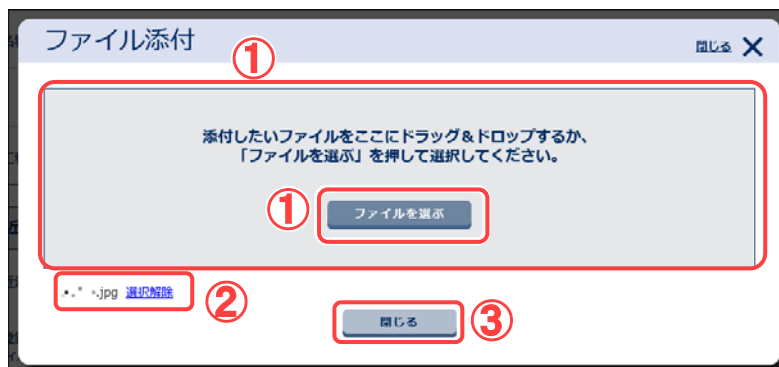 ファイル添付
閉じる
①
添付したいファイルをここにドラッグ&ドロップするか、
「ファイルを選ぶ」を押して選択してください。
①
ファイルを選ぶ
.jpg 選択解除
②
閉じる
③